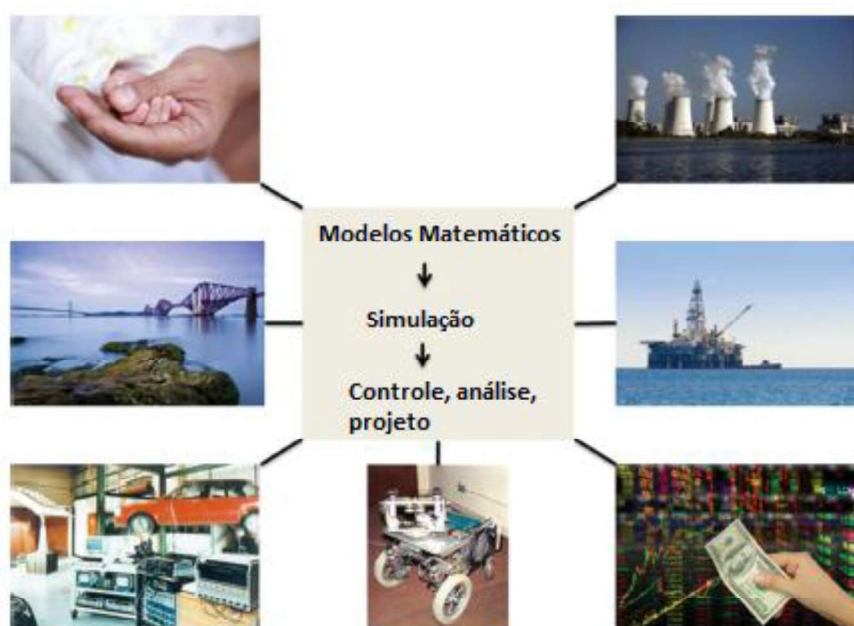 Modelos Matemáticos
Simulação
Controle, análise,
projeto